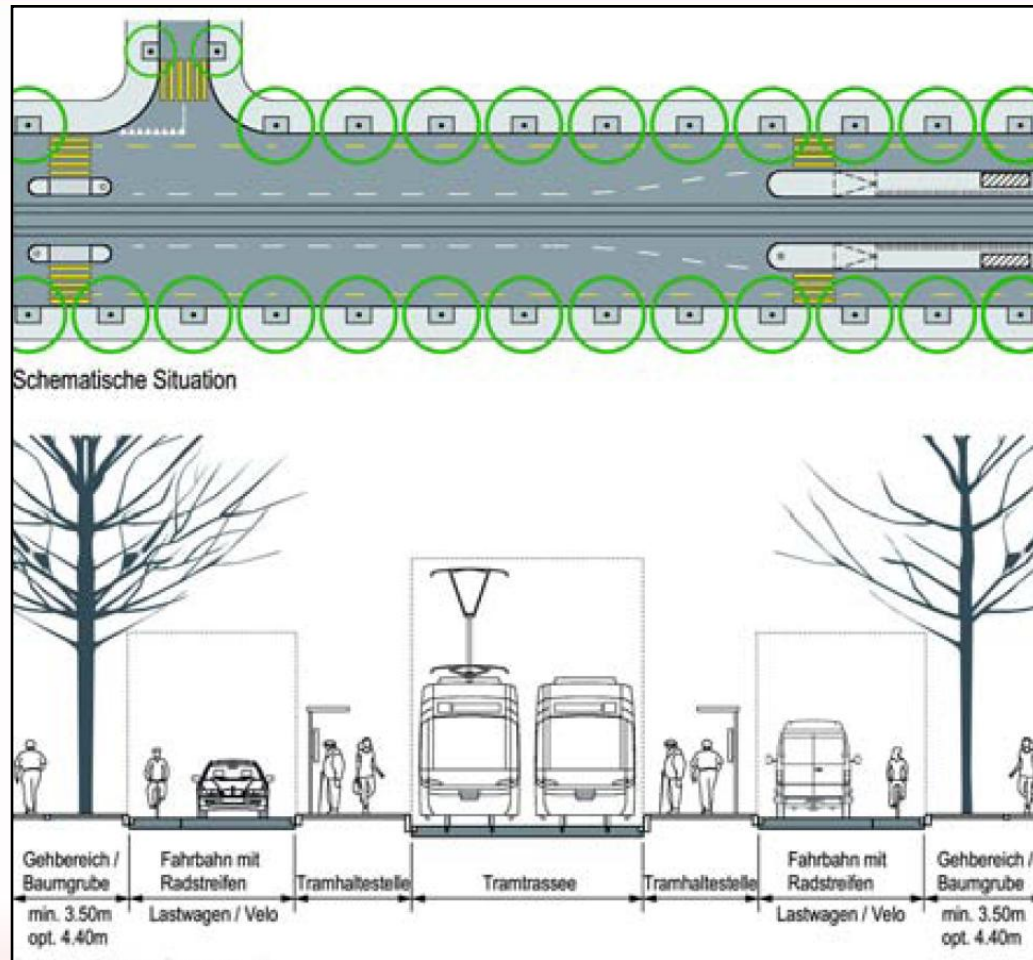 Schematische Situation
Gehbereich / Fahrbahn mit Fahrbahn mit Gehbereich /
Baumgrube Radstreifen Tramhaltestelle Tramtrassee Tramhaltestelle Radstreifen Baumgrube
min. 3.50m Lastwagen / Velo Lastwagen / Velo min. 3.50m
opt. 4.40m opt. 4.40m